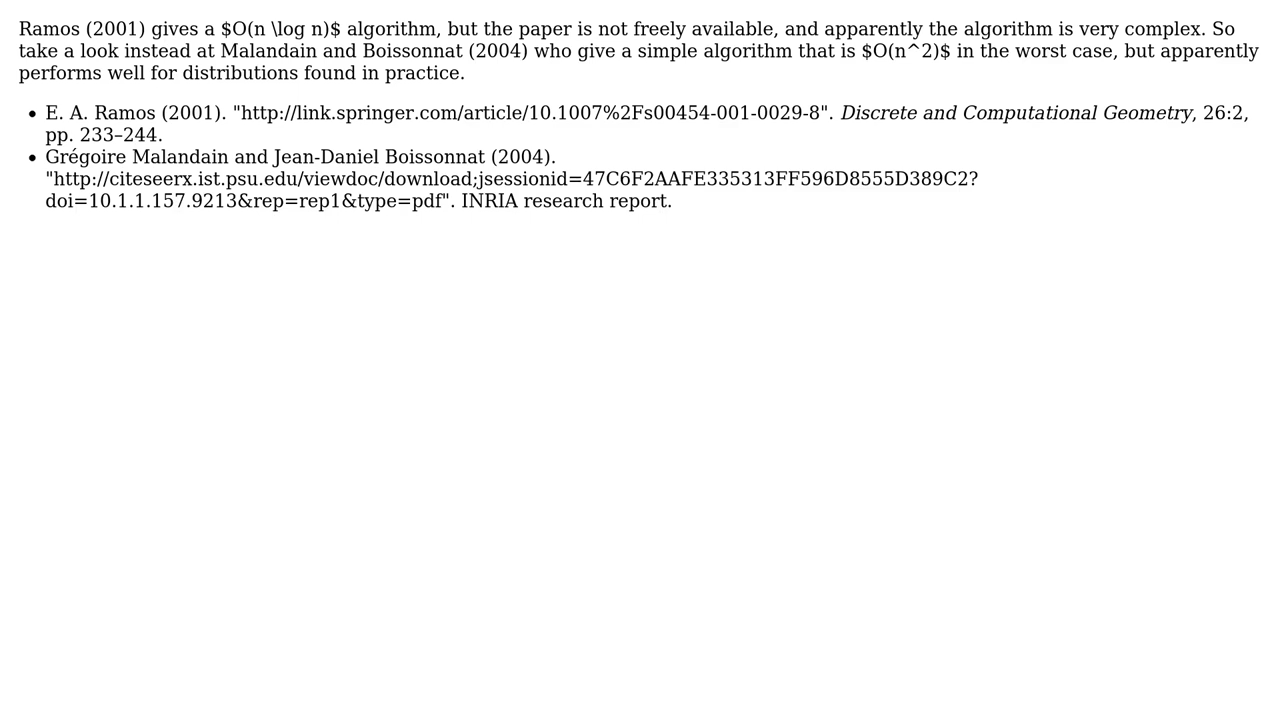 Ramos (2001) gives a $O(n \log n)$ algorithm, but the paper is not freely available, and apparently the algorithm is very complex. So
take a look instead at Malandain and Boissonnat (2004) who give a simple algorithm that is $O(n^2)$ in the worst case, but apparently
performs well for distributions found in practice.
• E. A. Ramos (2001). "http://link.springer.com/article/10.1007%2Fs00454-001-0029-8". Discrete and Computational Geometry, 26:2,
pp. 233–244.
• Grégoire Malandain and Jean-Daniel Boissonnat (2004).
"http://citeseerx.ist.psu.edu/viewdoc/download;jsessionid=47C6F2AAFE335313FF596D8555D389C2?
doi=10.1.1.157.9213&rep=rep1&type=pdf". INRIA research report.